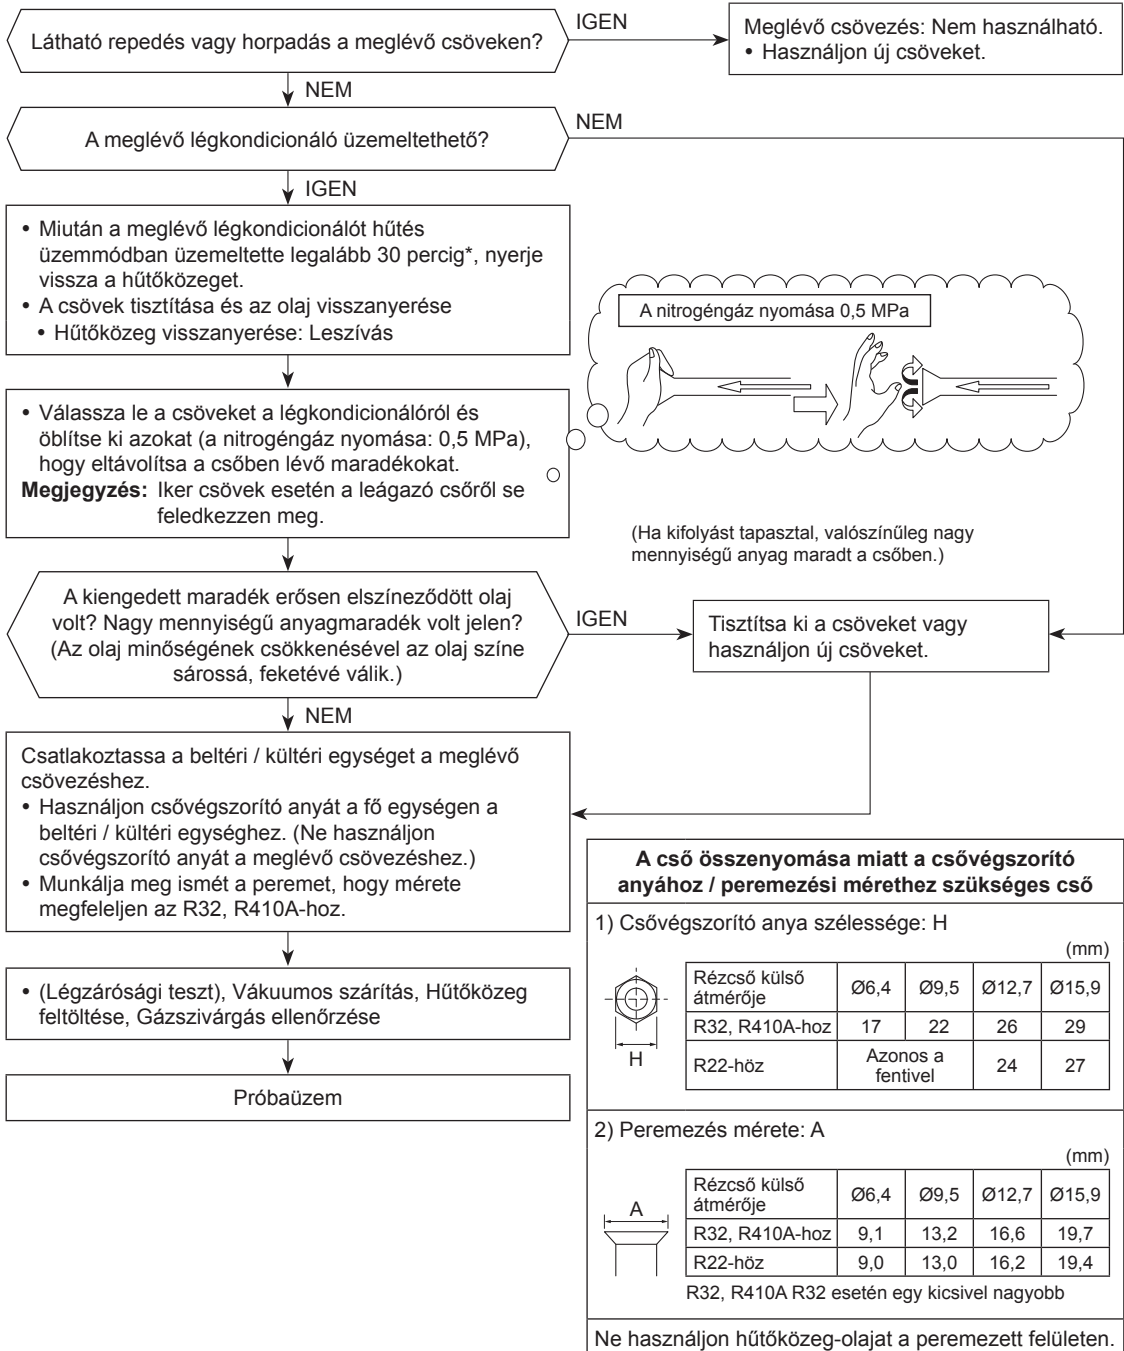 Látható repedés vagy horpadás a meglévő csöveken?
IGEN
Meglévő csövezés: Nem használható.
• Használjon új csöveket.
NEM
A meglévő légkondicionáló üzemeltethető?
NEM
IGEN
• Miután a meglévő légkondicionálót hűtés
üzemmódban üzemeltette legalább 30 percig*, nyerje
vissza a hűtőközeget.
• A csövek tisztítása és az olaj visszanyerése
• Hűtőközeg visszanyerése: Leszívás
A nitrogéngáz nyomása 0,5 MPa
• Válassza le a csöveket a légkondicionálóról és
öblítse ki azokat (a nitrogéngáz nyomása: 0,5 MPa),
hogy eltávolítsa a csőben lévő maradékokat.
Megjegyzés: Iker csövek esetén a leágazó csőről se
feledkezzen meg.
(Ha kifolyást tapasztal, valószínűleg nagy
mennyiségű anyag maradt a csőben.)
A kiengedett maradék erősen elszíneződött olaj
volt? Nagy mennyiségű anyagmaradék volt jelen?
(Az olaj minőségének csökkenésével az olaj színe
sárossá, feketévé válik.)
IGEN
Tisztítsa ki a csöveket vagy
használjon új csöveket.
NEM
Csatlakoztassa a beltéri / kültéri egységet a meglévő
csövezéshez.
• Használjon csővégszorító anyát a fő egységen a
beltéri / kültéri egységhez. (Ne használjon
csővégszorító anyát a meglévő csövezéshez.)
• Munkálja meg ismét a peremet, hogy mérete
megfeleljen az R32, R410A-hoz.
• (Légzárósági teszt), Vákuumos szárítás, Hűtőközeg
feltöltése, Gázszivárgás ellenőrzése
Próbaüzem
A cső összenyomása miatt a csővégszorító
anyához / peremezési mérethez szükséges cső
1) Csővégszorító anya szélessége: H
(mm)
H
Rézcső külső
átmérője Ø6,4 Ø9,5 Ø12,7 Ø15,9
R32, R410A-hoz 17 22 26 29
R22-höz Azonos a
fentivel 24 27
2) Peremezés mérete: A
(mm)
A
Rézcső külső
átmérője Ø6,4 Ø9,5 Ø12,7 Ø15,9
R32, R410A-hoz 9,1 13,2 16,6 19,7
R22-höz 9,0 13,0 16,2 19,4
R32, R410A R32 esetén egy kicsivel nagyobb
Ne használjon hűtőközeg-olajat a peremezett felületen.